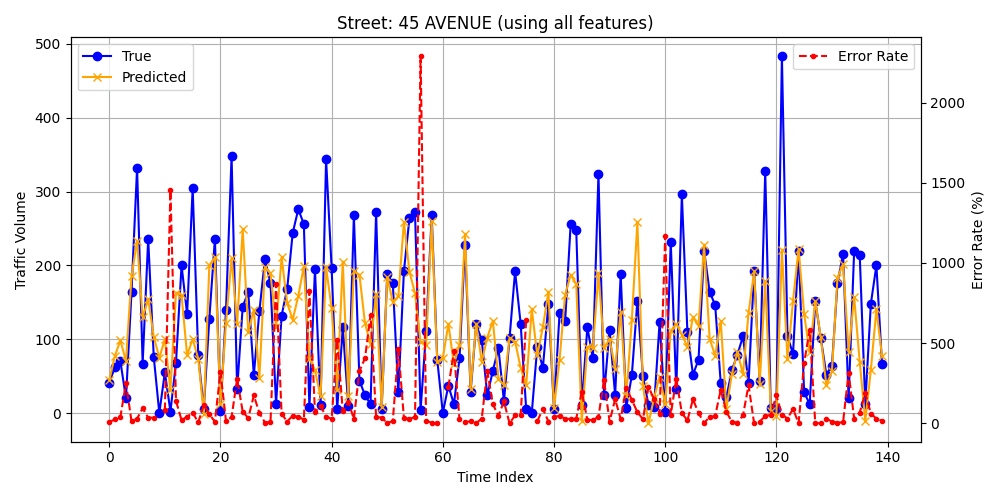 Street: 45 AVENUE (using all features)
True
Predicted
Error Rate
500
400
300
200
100
0
Traffic Volume
2000
1500
1000
500
0
Error Rate (%)
0 20 40 60 80 100 120 140
Time Index